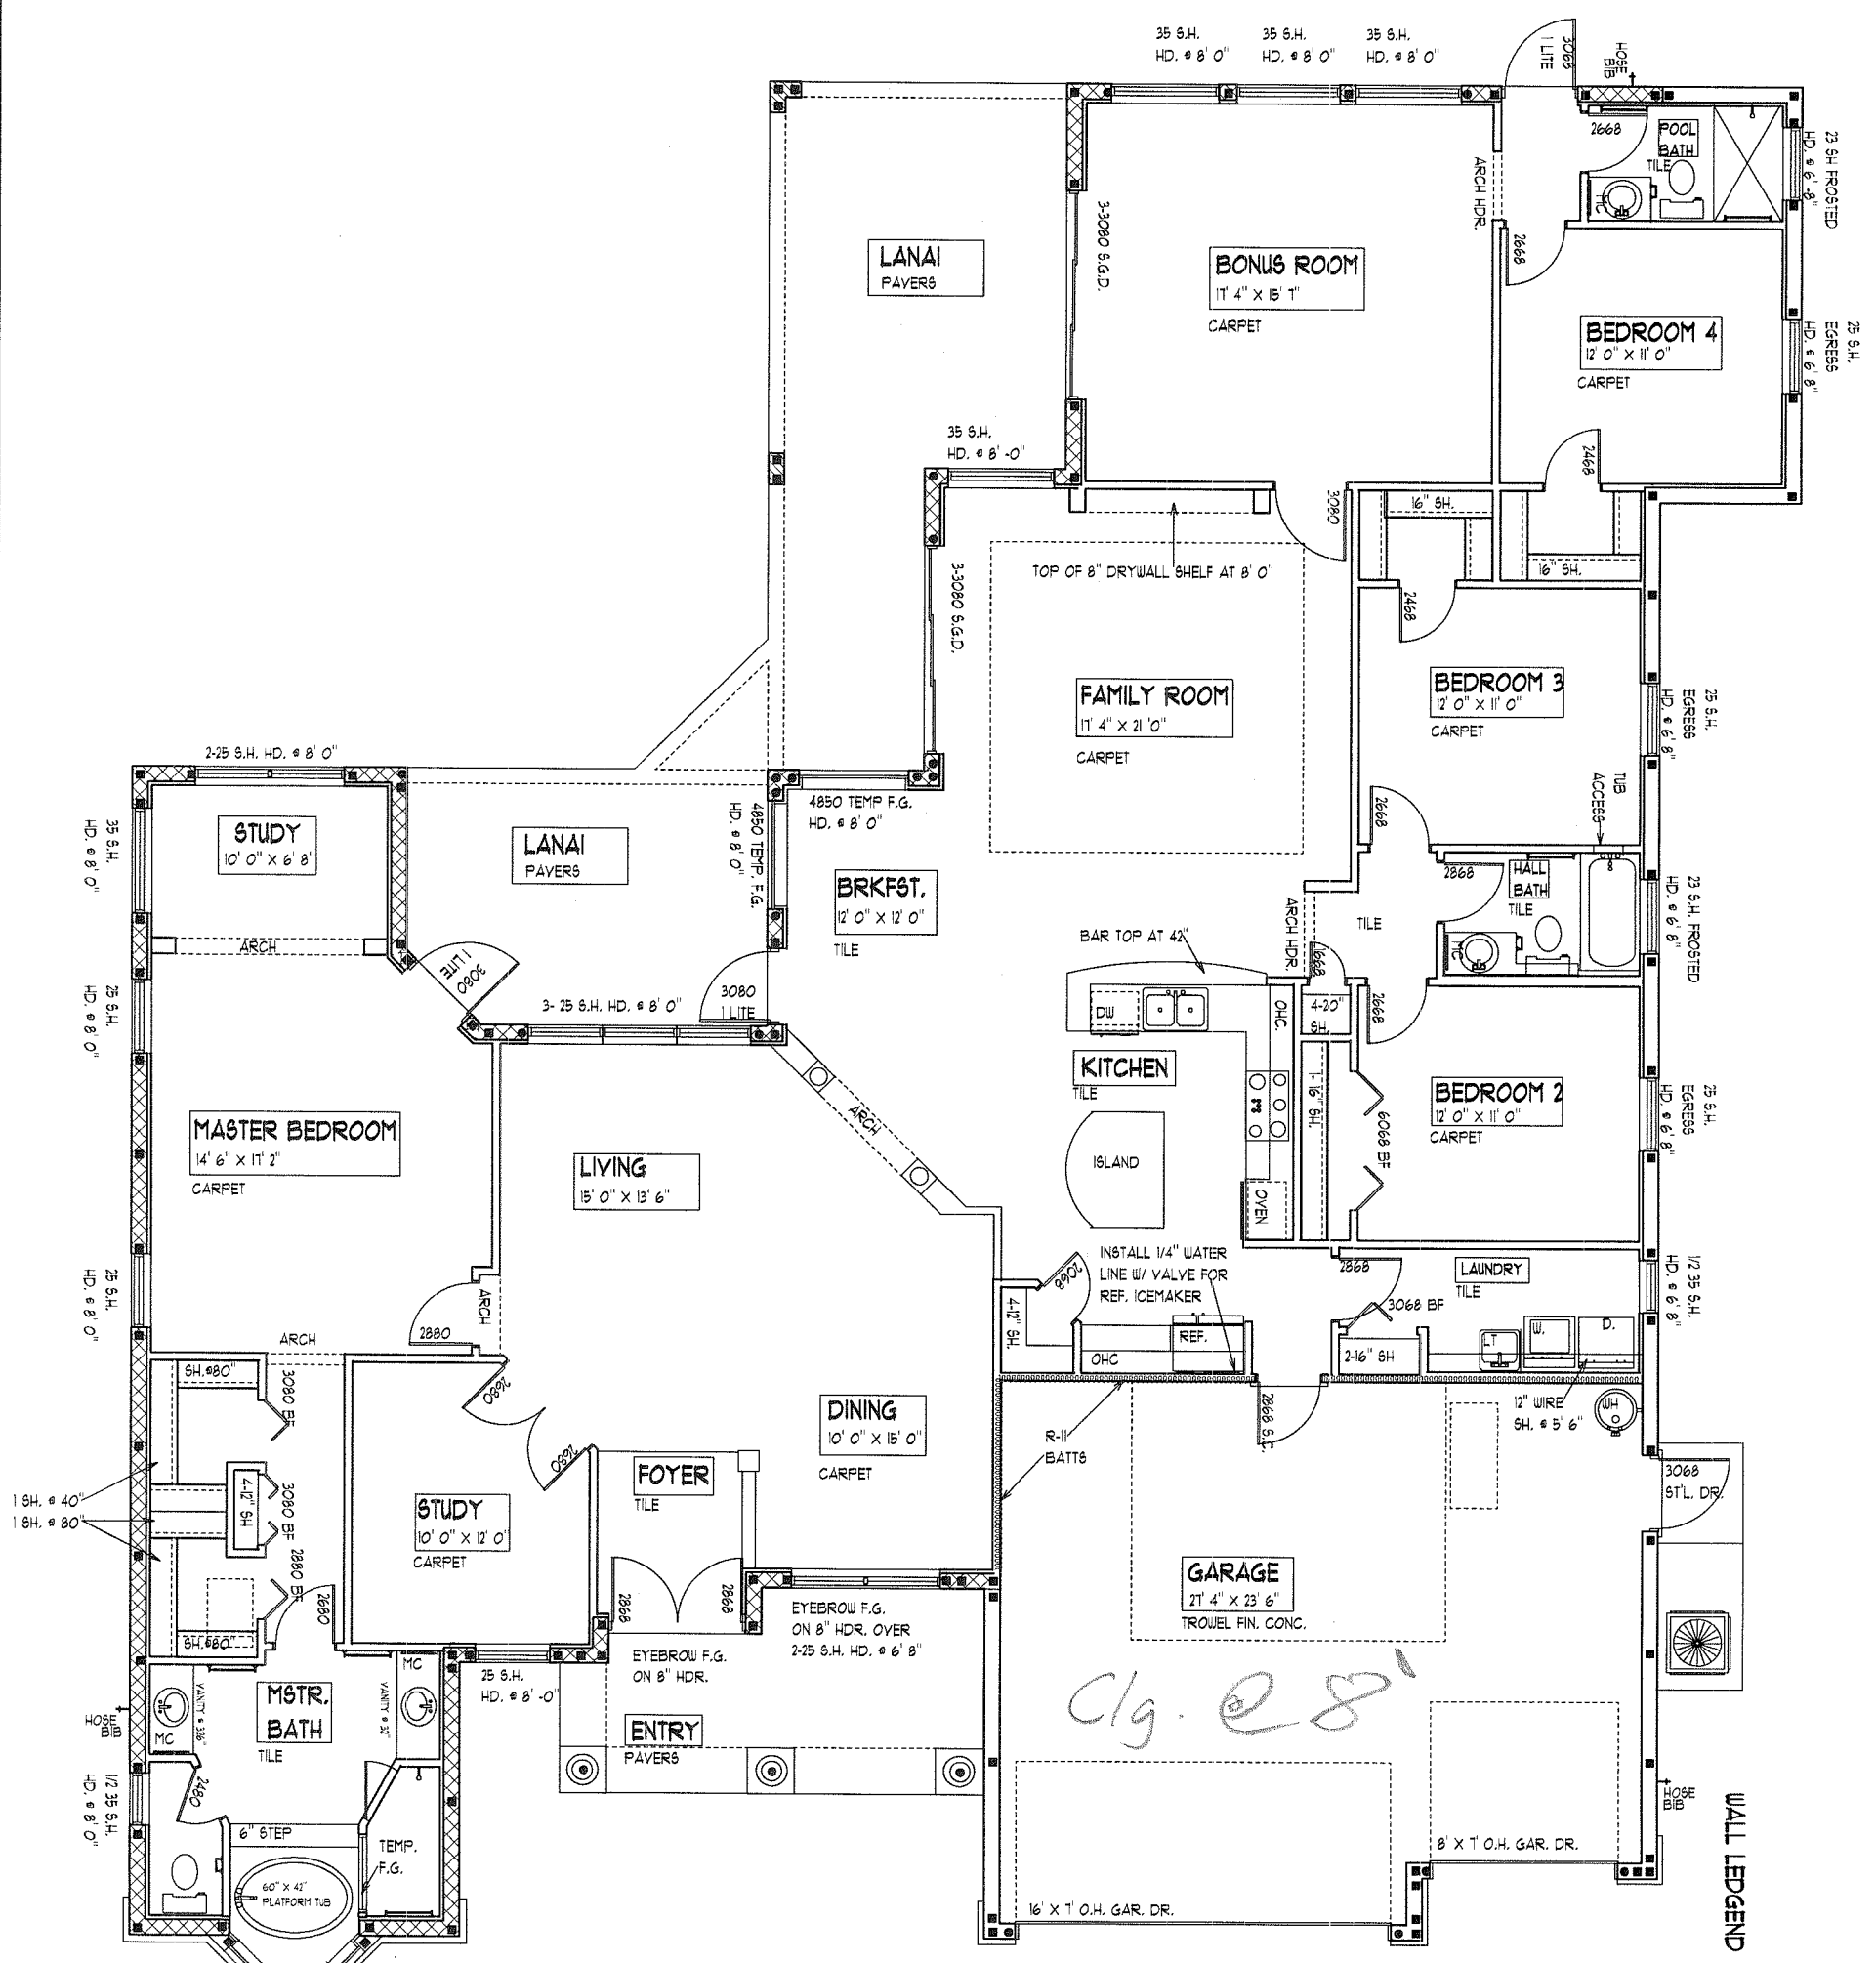 35 S.H.
HD. @ 8' 0"
35 S.H.
HD. @ 8' 0"
35 S.H.
HD. @ 8' 0"
3068
1 LITE
HOSE
BIB
2668
POOL
BATH
TILE
MC
23 SH FROSTED
HD. @ 6' -8"
ARCH HDR.
2668
LANAI
PAVERS
3-3080 S.G.D.
BONUS ROOM
17' 4" X 15' 7"
CARPET
BEDROOM 4
12' 0" X 11' 0"
CARPET
25 S.H.
EGRESS
HD. @ 6' 8"
35 S.H.
HD. @ 8' -0"
2468
3080
16" SH.
16" SH.
TOP OF 8" DRYWALL SHELF AT 8' 0"
3-3080 S.G.D.
2468
FAMILY ROOM
17' 4" X 21 '0"
CARPET
BEDROOM 3
12' 0" X 11' 0"
CARPET
25 S.H.
EGRESS
HD. @ 6' 8"
TUB
ACCESS
2-25 S.H. HD. @ 8' 0"
35 S.H.
HD. @ 8' 0"
STUDY
10' 0" X 6' 8"
LANAI
PAVERS
4850 TEMP. F.G.
HD. @ 8' 0"
4850 TEMP F.G.
HD. @ 8' 0"
BRKFST.
12' 0" X 12' 0"
TILE
2668
2868
HALL
BATH
TILE
MC
23 S.H. FROSTED
HD. @ 6' 8"
TILE
ARCH HDR.
1668
ARCH
3080
1 LITE
BAR TOP AT 42"
25 S.H.
HD. @ 8' 0"
3- 25 S.H. HD. @ 8' 0"
3080
1 LITE
DW
OHC.
4-20"
SH.
2668
KITCHEN
TILE
ARCH
1- 16" SH.
6068 BF
BEDROOM 2
12' 0" X 11' 0"
CARPET
25 S.H.
EGRESS
HD. @ 6' 8"
MASTER BEDROOM
14' 6" X 17' 2"
CARPET
LIVING
15' 0" X 13' 6"
ISLAND
OVEN
INSTALL 1/4" WATER
LINE W/ VALVE FOR
REF. ICEMAKER
2068
4-12" SH.
OHC
REF.
2868
LAUNDRY
TILE
3068 BF
2-16" SH
LT
W.
D.
1/2 35 S.H.
HD. @ 6' 8"
25 S.H.
HD. @ 8' 0"
ARCH
2880
ARCH
SH.@80"
3080 BF
2680
2680
DINING
10' 0" X 15' 0"
CARPET
R-11
BATTS
2868 S.C.
12" WIRE
SH. @ 5' 6"
WH
3068
ST'L. DR.
1 SH. @ 40"
1 SH. @ 80"
4-12" SH
3080 BF
2880 BF
2680
SH.@80"
STUDY
10' 0" X 12' 0"
CARPET
FOYER
TILE
2868
2868
GARAGE
27' 4" X 23' 6"
TROWEL FIN. CONC.
EYEBROW F.G.
ON 8" HDR. OVER
2-25 S.H. HD. @ 6' 8"
EYEBROW F.G.
ON 8" HDR.
25 S.H.
HD. @ 8' -0"
Clg. @ 8'
MC
MSTR.
BATH
TILE
MC
VANITY @ 32"
HOSE
BIB
ENTRY
PAVERS
2480
1/2 35 S.H.
HD. @ 8' 0"
6" STEP
TEMP.
F.G.
60" X 42"
PLATFORM TUB
16' X 7' O.H. GAR. DR.
8' X 7' O.H. GAR. DR.
HOSE
BIB
WALL LEDGEND